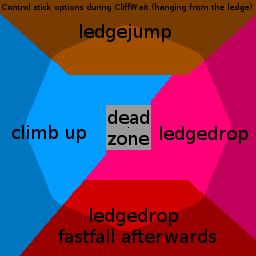 Control stick options during CliffWait (hanging from the ledge)
ledgejump
climb up
dead
zone
ledgedrop
ledgedrop
fastfall afterwards